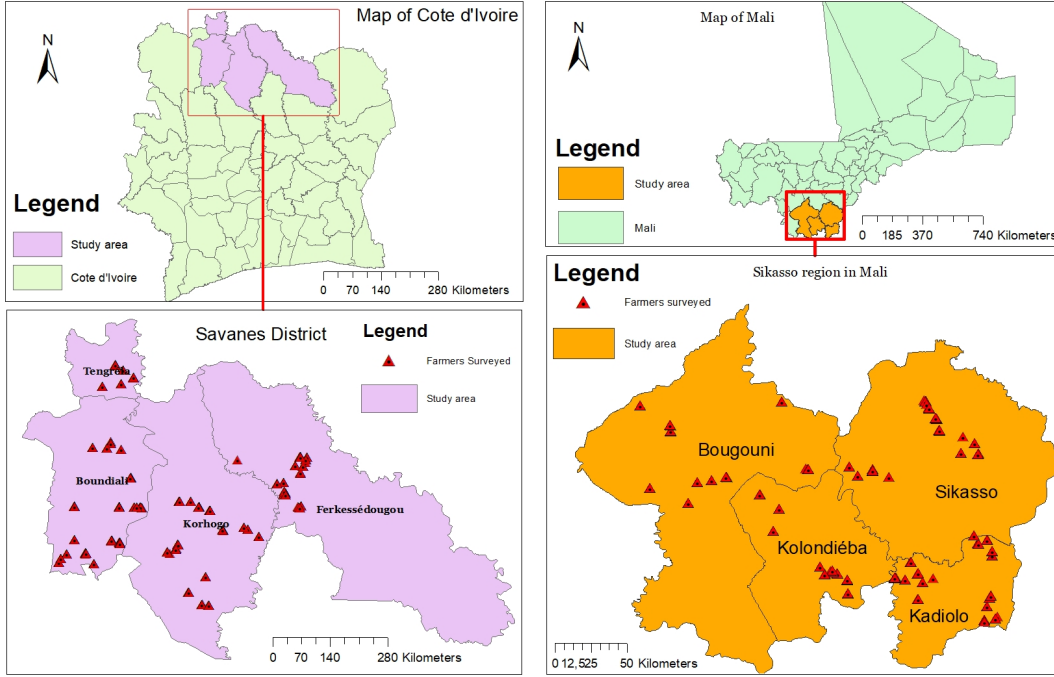 Map of Cote d'Ivoire
N
Legend
Study area
Cote d'Ivoire
0 70 140 280 Kilometers
Map of Mali
N
Legend
Study area
Mali
0 185 370 740 Kilometers
Savanes District
Legend
Farmers Surveyed
Study area
Tengrela
Boundiali
Korhogo
Ferkessédougou
0 70 140 280 Kilometers
Legend
Sikasso region in Mali
Farmers surveyed
Study area
Bougouni
Sikasso
Kolondiéba
Kadiolo
0 12,525 50 Kilometers